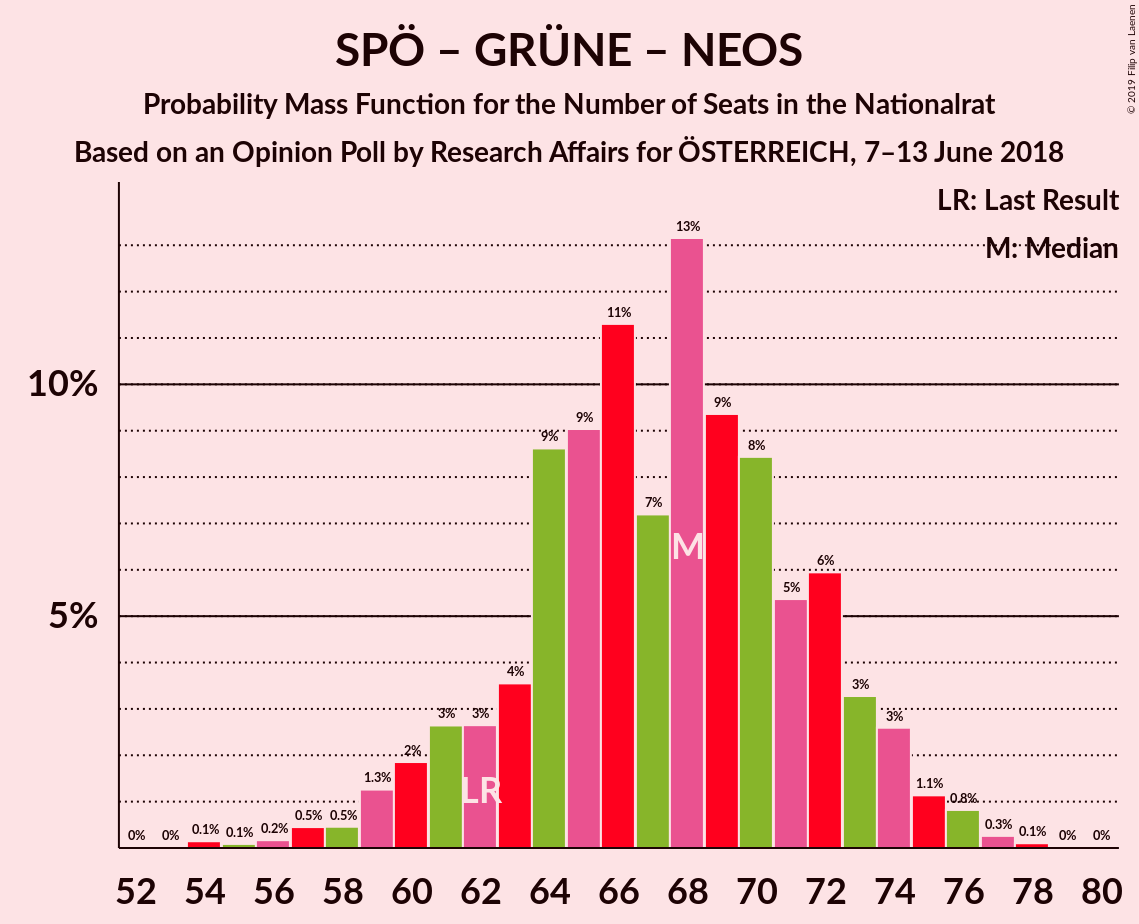 SPÖ – GRÜNE – NEOS
Probability Mass Function for the Number of Seats in the Nationalrat
Based on an Opinion Poll by Research Affairs for ÖSTERREICH, 7–13 June 2018
© 2019 Filip van Laenen
LR: Last Result
M: Median
10%
5%
0% 0% 0.1% 0.1% 0.2% 0.5% 0.5% 1.3% 2% 3% 3% 4% 9% 9% 11% 7% 13% 9% 8% 5% 6% 3% 3% 1.1% 0.8% 0.3% 0.1% 0% 0%
M
LR
52 54 56 58 60 62 64 66 68 70 72 74 76 78 80